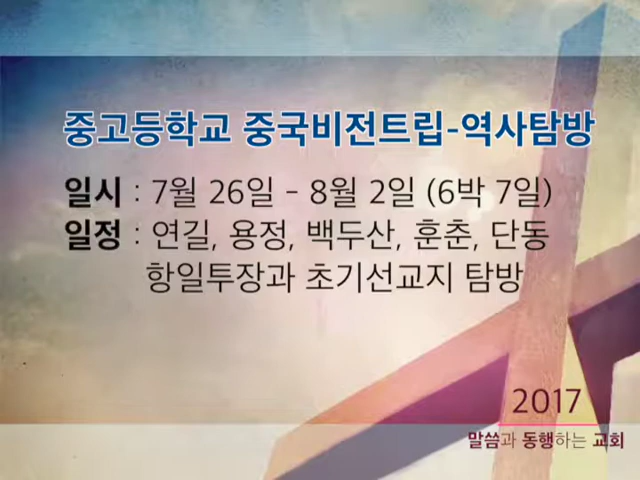 중고등학교 중국비전트립-역사탐방
일시 : 7월 26일 - 8월 2일 (6박 7일)
일정 : 연길, 용정, 백두산, 훈춘, 단동
항일투장과 초기선교지 탐방
2017
말씀과 동행하는 교회